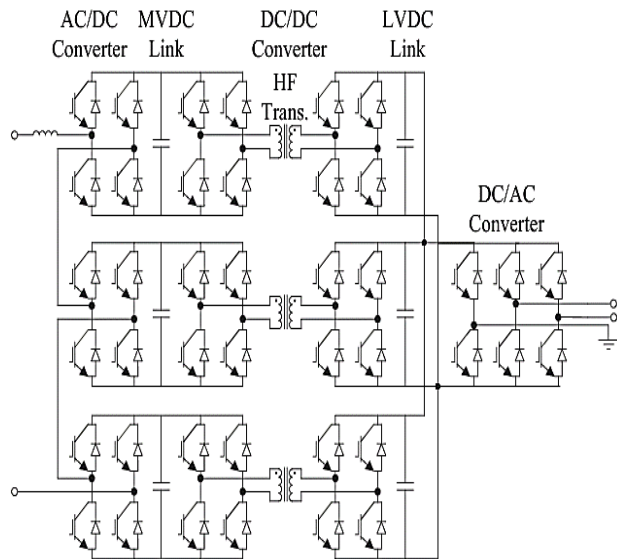 AC/DC
Converter
MVDC
Link
DC/DC
Converter
LVDC
Link
HF
Trans.
DC/AC
Converter